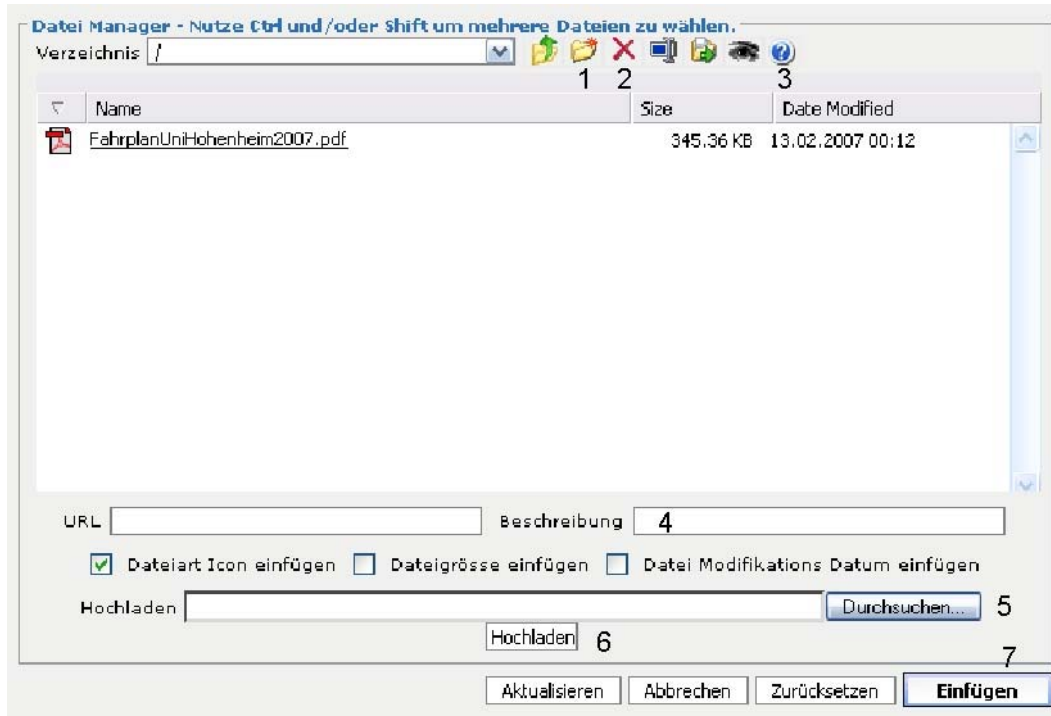 Datei Manager - Nutze Ctrl und/oder Shift um mehrere Dateien zu wählen.
Verzeichnis /
1 2 3
Name Size Date Modified
FahrplanUniHohenheim2007.pdf 345.36 KB 13.02.2007 00:12
URL Beschreibung 4
Dateiart Icon einfügen Dateigrösse einfügen Datei Modifikations Datum einfügen
Hochladen Durchsuchen... 5
Hochladen 6
7
Aktualisieren Abbrechen Zurücksetzen Einfügen